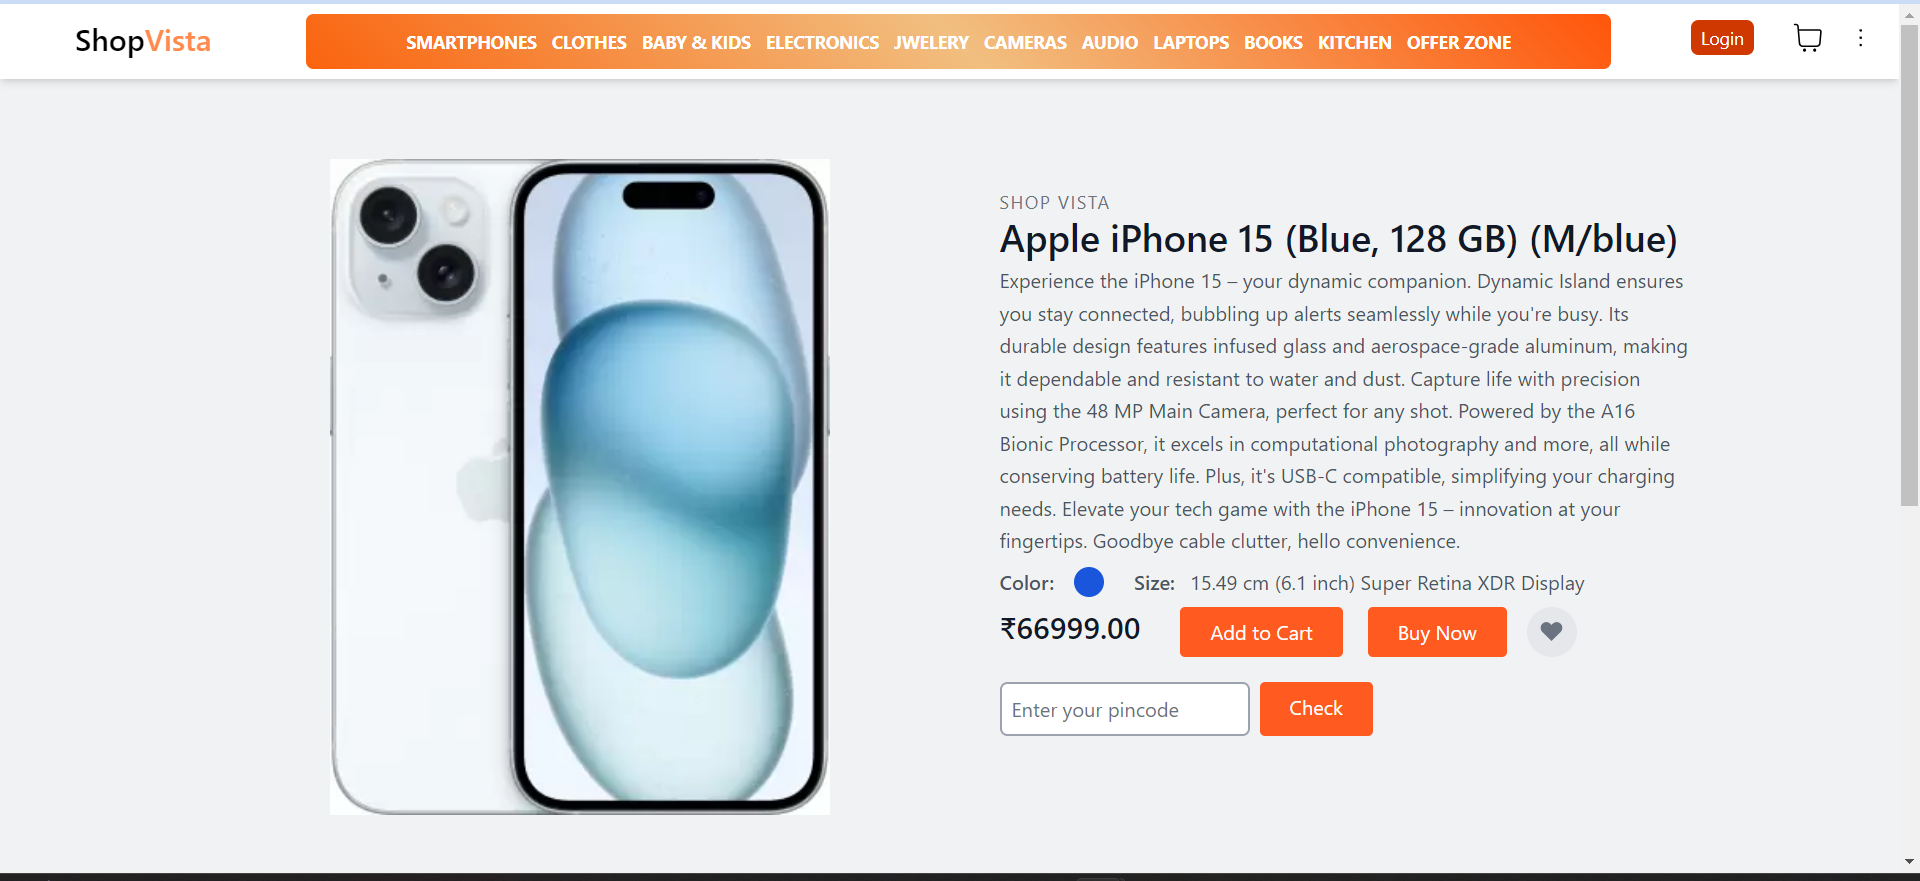 ShopVista
SMARTPHONES CLOTHES BABY & KIDS ELECTRONICS JWELERY CAMERAS AUDIO LAPTOPS BOOKS KITCHEN OFFER ZONE
Login
SHOP VISTA
Apple iPhone 15 (Blue, 128 GB) (M/blue)
Experience the iPhone 15 – your dynamic companion. Dynamic Island ensures
you stay connected, bubbling up alerts seamlessly while you're busy. Its
durable design features infused glass and aerospace-grade aluminum, making
it dependable and resistant to water and dust. Capture life with precision
using the 48 MP Main Camera, perfect for any shot. Powered by the A16
Bionic Processor, it excels in computational photography and more, all while
conserving battery life. Plus, it's USB-C compatible, simplifying your charging
needs. Elevate your tech game with the iPhone 15 – innovation at your
fingertips. Goodbye cable clutter, hello convenience.
Color: Size: 15.49 cm (6.1 inch) Super Retina XDR Display
₹66999.00 Add to Cart Buy Now
Enter your pincode Check